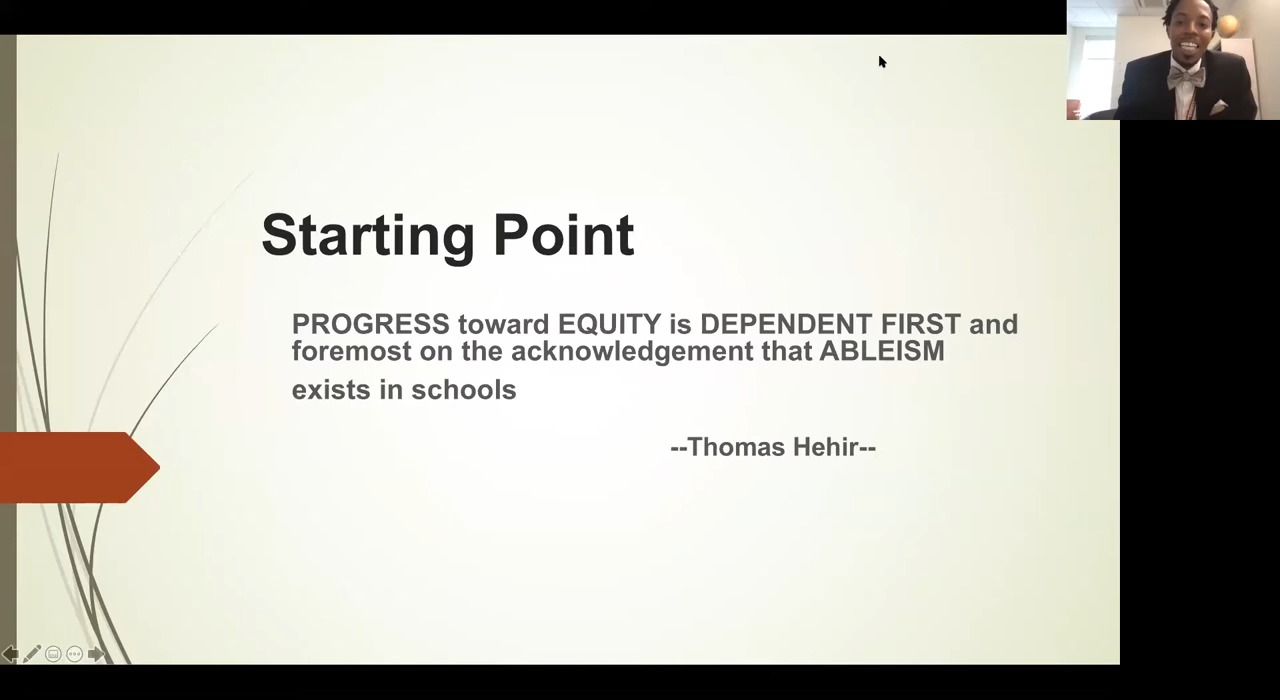 Starting Point
PROGRESS toward EQUITY is DEPENDENT FIRST and
foremost on the acknowledgement that ABLEISM
exists in schools
--Thomas Hehir--